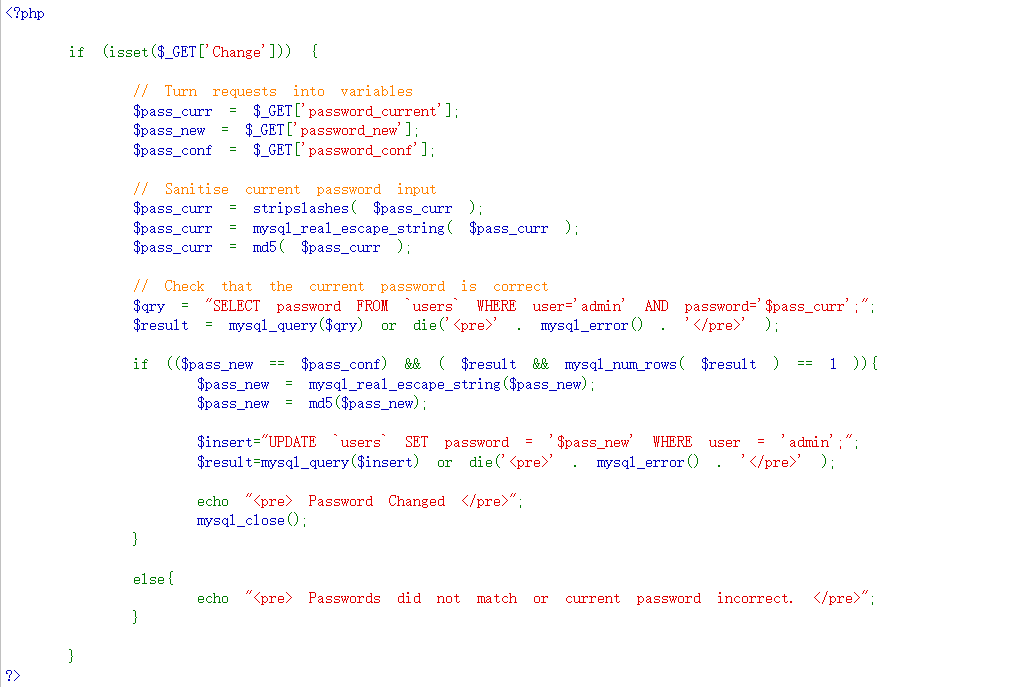 <?php
if (isset($_GET['Change'])) {
// Turn requests into variables
$pass_curr = $_GET['password_current'];
$pass_new = $_GET['password_new'];
$pass_conf = $_GET['password_conf'];
// Sanitise current password input
$pass_curr = stripslashes( $pass_curr );
$pass_curr = mysql_real_escape_string( $pass_curr );
$pass_curr = md5( $pass_curr );
// Check that the current password is correct
$qry = "SELECT password FROM `users` WHERE user='admin' AND password='$pass_curr';";
$result = mysql_query($qry) or die('<pre>' . mysql_error() . '</pre>' );
if (($pass_new == $pass_conf) && ( $result && mysql_num_rows( $result ) == 1 )){
$pass_new = mysql_real_escape_string($pass_new);
$pass_new = md5($pass_new);
$insert="UPDATE `users` SET password = '$pass_new' WHERE user = 'admin';";
$result=mysql_query($insert) or die('<pre>' . mysql_error() . '</pre>' );
echo "<pre> Password Changed </pre>";
mysql_close();
}
else{
echo "<pre> Passwords did not match or current password incorrect. </pre>";
}
}
?>